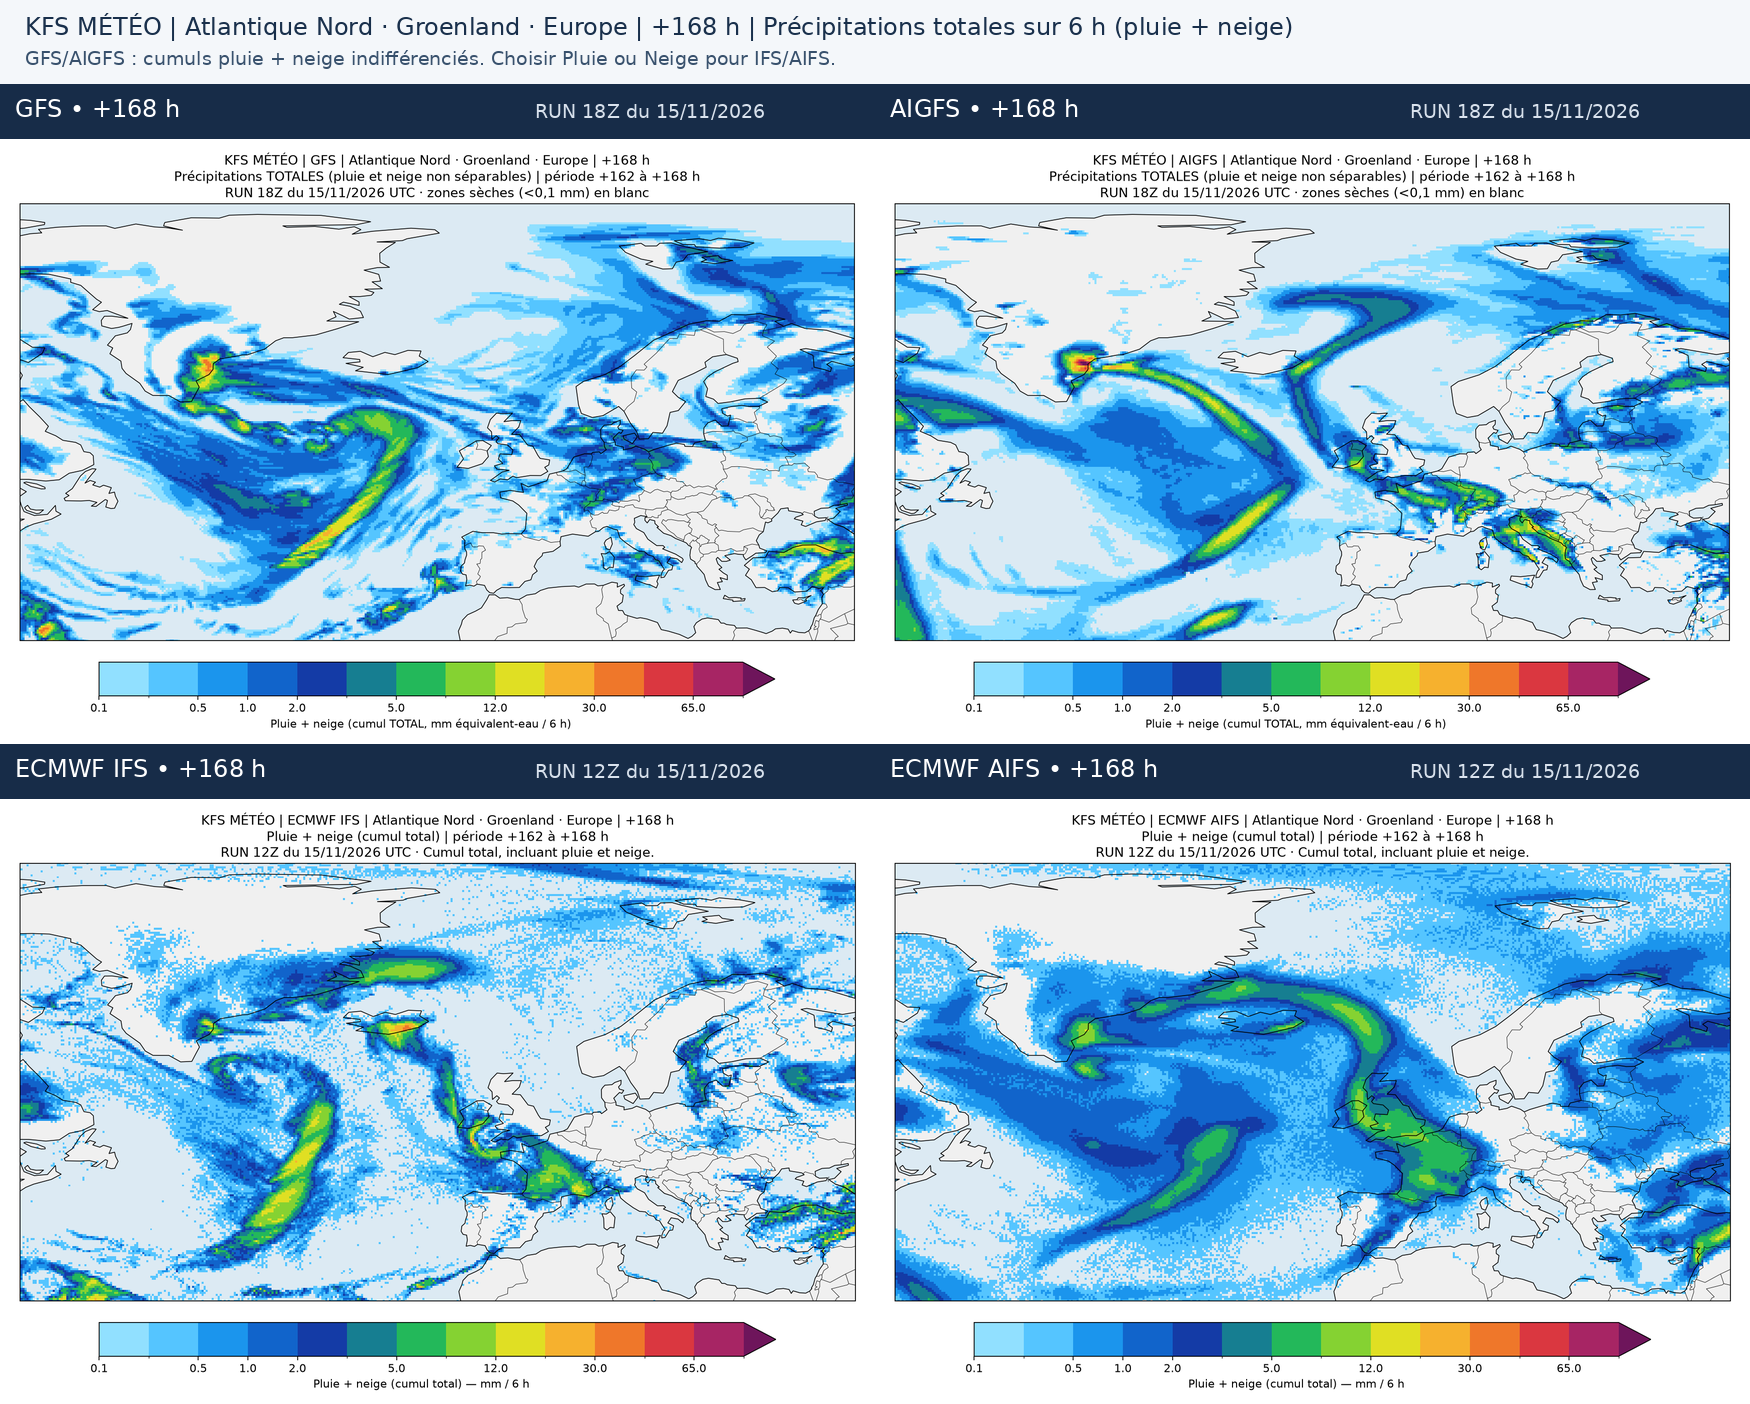 KFS MÉTÉO | Atlantique Nord · Groenland · Europe | +168 h | Précipitations totales sur 6 h (pluie + neige)
GFS/AIGFS : cumuls pluie + neige indifférenciés. Choisir Pluie ou Neige pour IFS/AIFS.
GFS • +168 h RUN 18Z du 15/11/2026
KFS MÉTÉO | GFS | Atlantique Nord · Groenland · Europe | +168 h
Précipitations TOTALES (pluie et neige non séparables) | période +162 à +168 h
RUN 18Z du 15/11/2026 UTC · zones sèches (<0,1 mm) en blanc
0.1 0.5 1.0 2.0 5.0 12.0 30.0 65.0
Pluie + neige (cumul TOTAL, mm équivalent-eau / 6 h)
AIGFS • +168 h RUN 18Z du 15/11/2026
KFS MÉTÉO | AIGFS | Atlantique Nord · Groenland · Europe | +168 h
Précipitations TOTALES (pluie et neige non séparables) | période +162 à +168 h
RUN 18Z du 15/11/2026 UTC · zones sèches (<0,1 mm) en blanc
0.1 0.5 1.0 2.0 5.0 12.0 30.0 65.0
Pluie + neige (cumul TOTAL, mm équivalent-eau / 6 h)
ECMWF IFS • +168 h RUN 12Z du 15/11/2026
KFS MÉTÉO | ECMWF IFS | Atlantique Nord · Groenland · Europe | +168 h
Pluie + neige (cumul total) | période +162 à +168 h
RUN 12Z du 15/11/2026 UTC · Cumul total, incluant pluie et neige.
0.1 0.5 1.0 2.0 5.0 12.0 30.0 65.0
Pluie + neige (cumul total) — mm / 6 h
ECMWF AIFS • +168 h RUN 12Z du 15/11/2026
KFS MÉTÉO | ECMWF AIFS | Atlantique Nord · Groenland · Europe | +168 h
Pluie + neige (cumul total) | période +162 à +168 h
RUN 12Z du 15/11/2026 UTC · Cumul total, incluant pluie et neige.
0.1 0.5 1.0 2.0 5.0 12.0 30.0 65.0
Pluie + neige (cumul total) — mm / 6 h